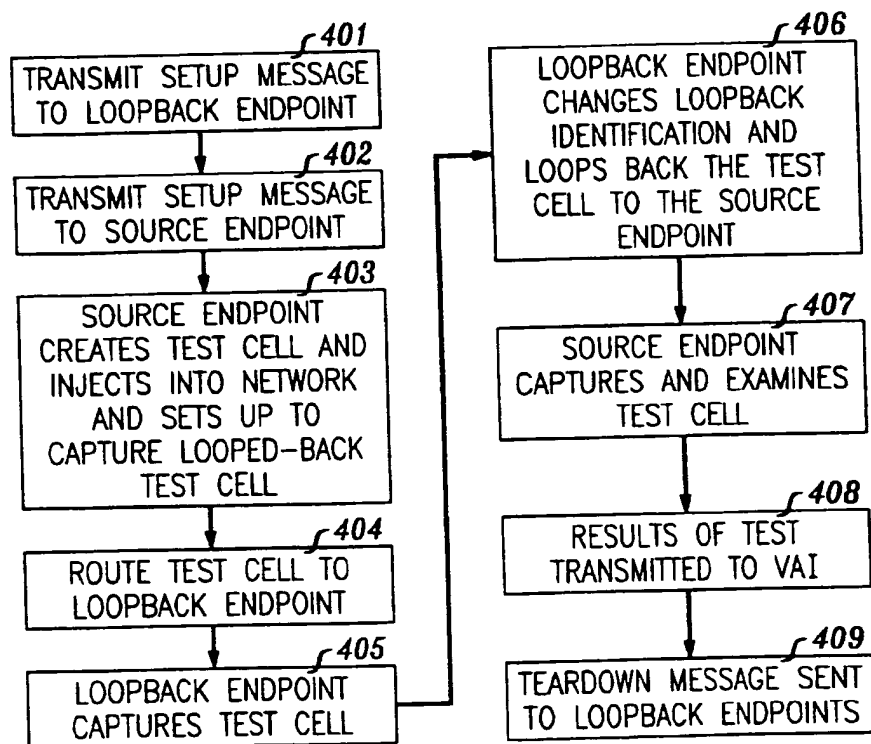 401
TRANSMIT SETUP MESSAGE
TO LOOPBACK ENDPOINT
402
TRANSMIT SETUP MESSAGE
TO SOURCE ENDPOINT
403
SOURCE ENDPOINT
CREATES TEST CELL AND
INJECTS INTO NETWORK
AND SETS UP TO
CAPTURE LOOPED-BACK
TEST CELL
404
ROUTE TEST CELL TO
LOOPBACK ENDPOINT
405
LOOPBACK ENDPOINT
CAPTURES TEST CELL
406
LOOPBACK ENDPOINT
CHANGES LOOPBACK
IDENTIFICATION AND
LOOPS BACK THE TEST
CELL TO THE SOURCE
ENDPOINT
407
SOURCE ENDPOINT
CAPTURES AND EXAMINES
TEST CELL
408
RESULTS OF TEST
TRANSMITTED TO VAI
409
TEARDOWN MESSAGE SENT
TO LOOPBACK ENDPOINTS